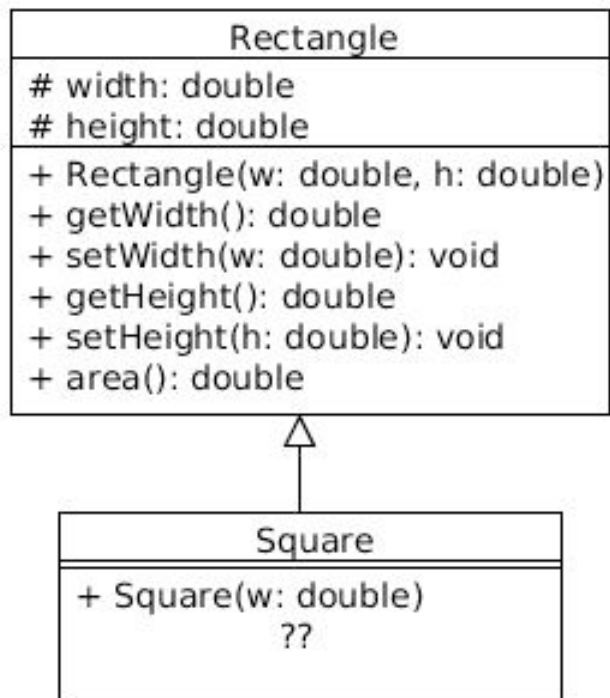 Rectangle
# width: double
# height: double
+ Rectangle(w: double, h: double)
+ getWidth(): double
+ setWidth(w: double): void
+ getHeight(): double
+ setHeight(h: double): void
+ area(): double
Square
+ Square(w: double)
??